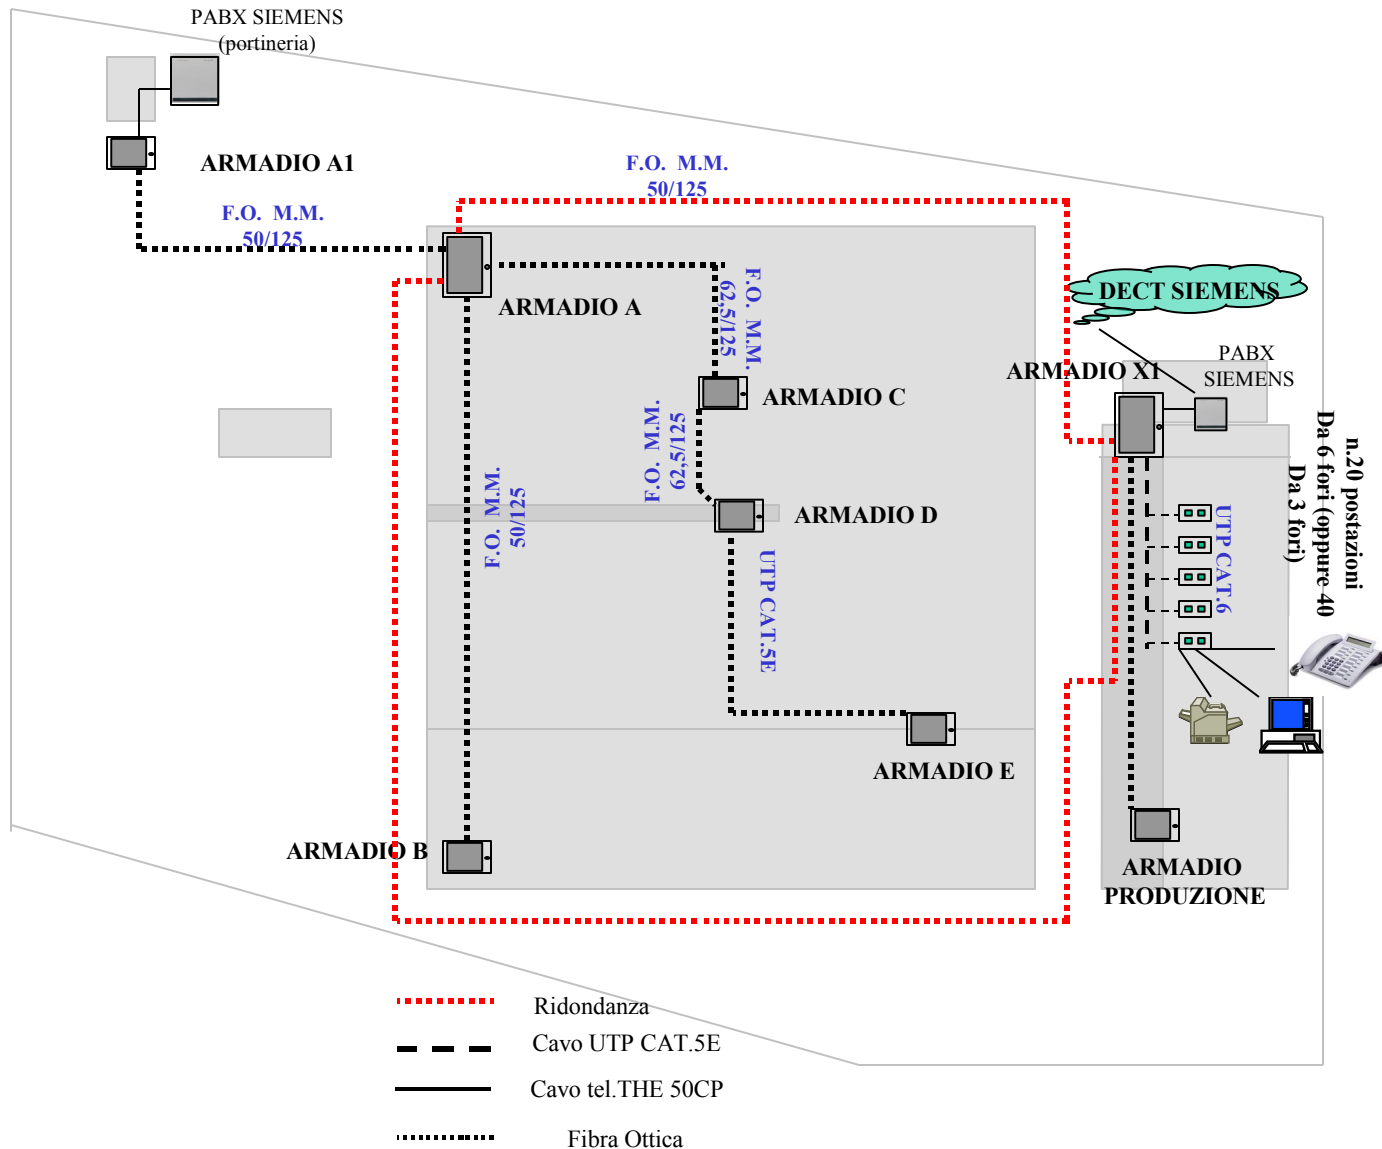 PABX SIEMENS
(portineria)
ARMADIO A1
F.O. M.M.
50/125
F.O. M.M.
50/125
ARMADIO A
F.O. M.M.
62,5/125
DECT SIEMENS
ARMADIO X1
PABX
SIEMENS
ARMADIO C
F.O. M.M.
62,5/125
n.20 postazioni
Da 6 fori (oppure 40
Da 3 fori)
F.O. M.M.
50/125
ARMADIO D
UTP CAT.5E
UTP CAT.6
ARMADIO E
ARMADIO B
ARMADIO
PRODUZIONE
Ridondanza
Cavo UTP CAT.5E
Cavo tel.THE 50CP
Fibra Ottica